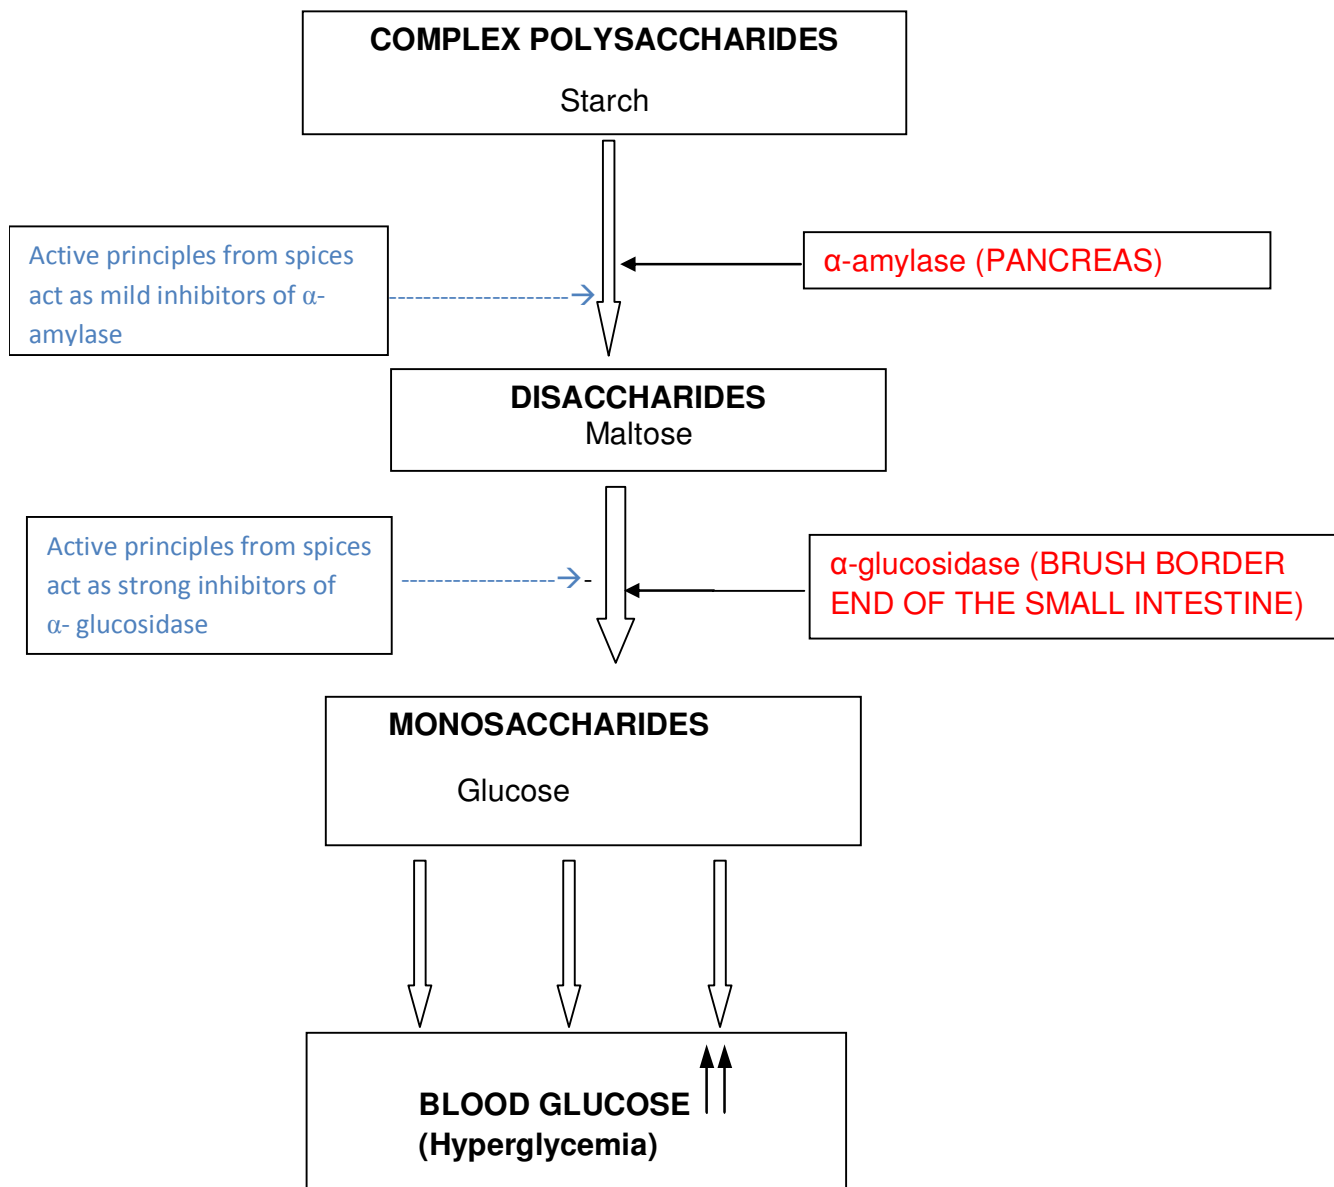 COMPLEX POLYSACCHARIDES
Starch
Active principles from spices
act as mild inhibitors of α-
amylase
α-amylase (PANCREAS)
DISACCHARIDES
Maltose
Active principles from spices
act as strong inhibitors of
α- glucosidase
α-glucosidase (BRUSH BORDER
END OF THE SMALL INTESTINE)
MONOSACCHARIDES
Glucose
BLOOD GLUCOSE
(Hyperglycemia)